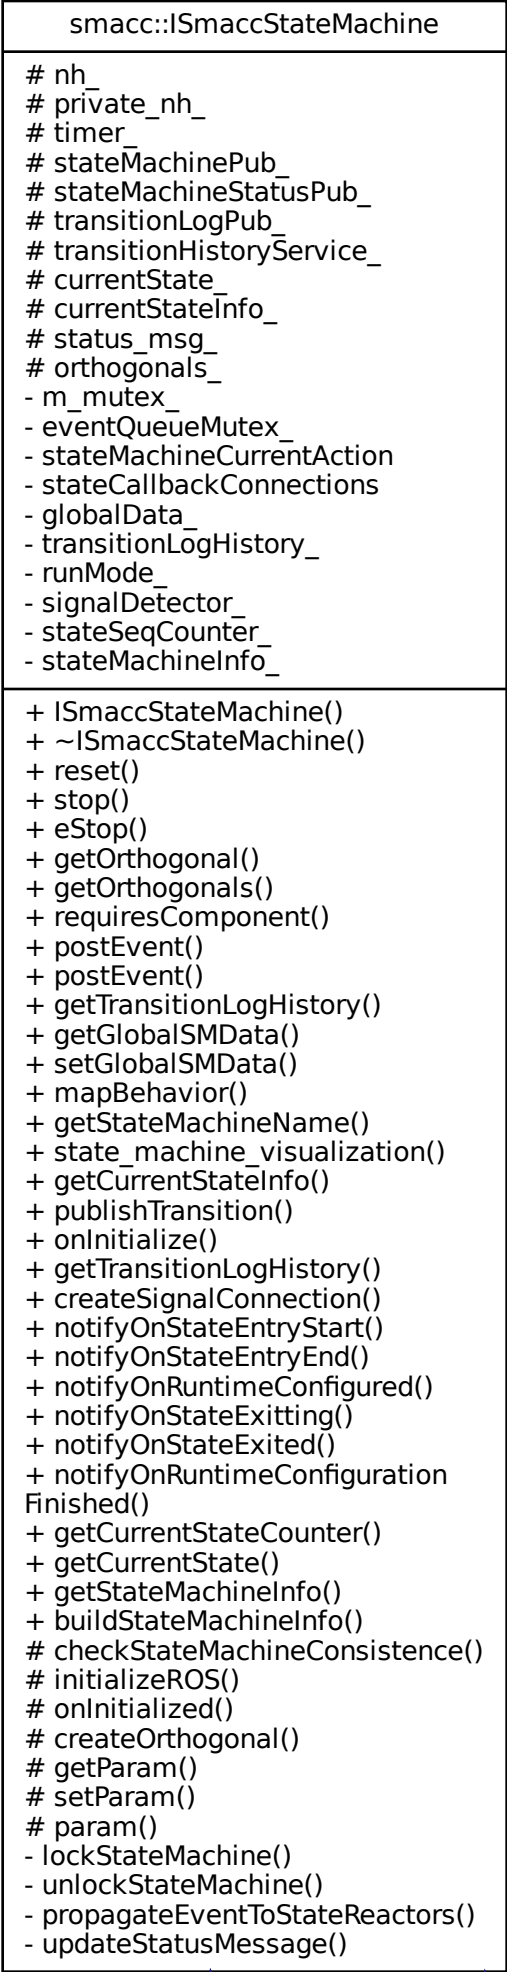 smacc::ISmaccStateMachine
# nh_
# private_nh_
# timer_
# stateMachinePub_
# stateMachineStatusPub_
# transitionLogPub_
# transitionHistoryService_
# currentState_
# currentStateInfo_
# status_msg_
# orthogonals_
- m_mutex_
- eventQueueMutex_
- stateMachineCurrentAction
- stateCallbackConnections
- globalData_
- transitionLogHistory_
- runMode_
- signalDetector_
- stateSeqCounter_
- stateMachineInfo_
+ ISmaccStateMachine()
+ ~ISmaccStateMachine()
+ reset()
+ stop()
+ eStop()
+ getOrthogonal()
+ getOrthogonals()
+ requiresComponent()
+ postEvent()
+ postEvent()
+ getTransitionLogHistory()
+ getGlobalSMData()
+ setGlobalSMData()
+ mapBehavior()
+ getStateMachineName()
+ state_machine_visualization()
+ getCurrentStateInfo()
+ publishTransition()
+ onInitialize()
+ getTransitionLogHistory()
+ createSignalConnection()
+ notifyOnStateEntryStart()
+ notifyOnStateEntryEnd()
+ notifyOnRuntimeConfigured()
+ notifyOnStateExitting()
+ notifyOnStateExited()
+ notifyOnRuntimeConfiguration
Finished()
+ getCurrentStateCounter()
+ getCurrentState()
+ getStateMachineInfo()
+ buildStateMachineInfo()
# checkStateMachineConsistence()
# initializeROS()
# onInitialized()
# createOrthogonal()
# getParam()
# setParam()
# param()
- lockStateMachine()
- unlockStateMachine()
- propagateEventToStateReactors()
- updateStatusMessage()